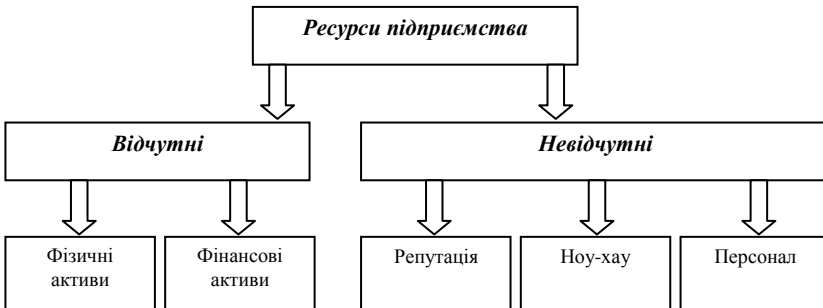 Ресурси підприємства
Відчутні
Невідчутні
Фізичні
активи
Фінансові
активи
Репутація
Ноу-хау
Персонал